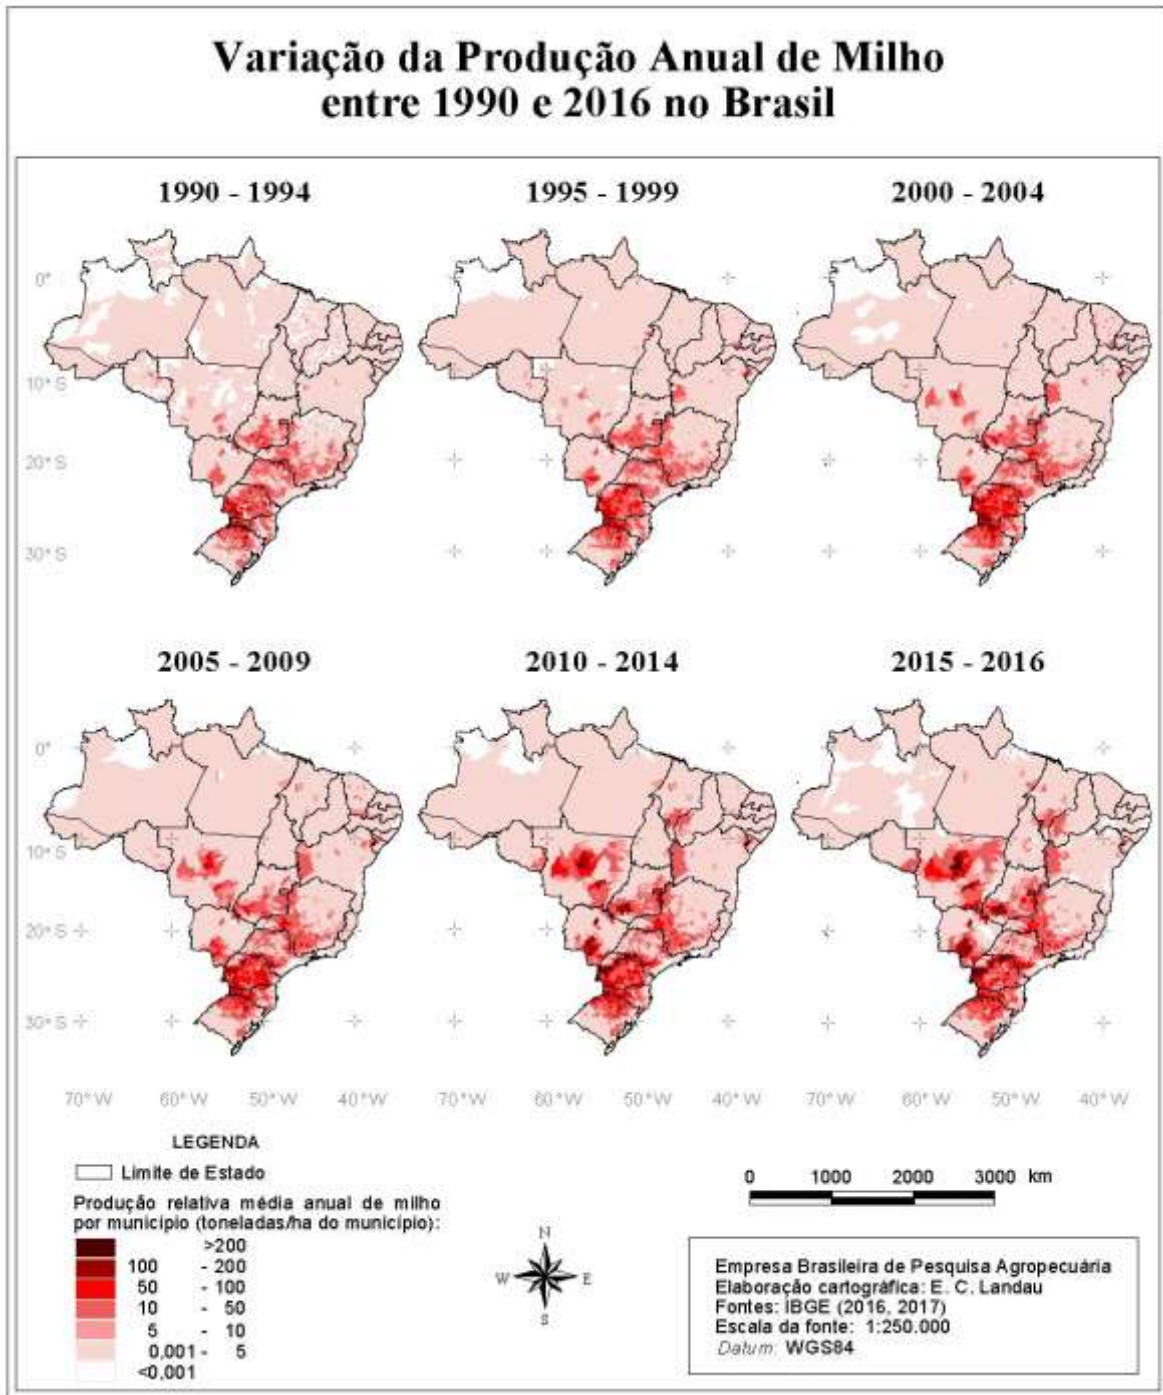 Variação da Produção Anual de Milho
entre 1990 e 2016 no Brasil
1990 - 1994
1995 - 1999
2000 - 2004
0°
10° S
20° S
30° S
2005 - 2009
2010 - 2014
2015 - 2016
0°
10° S
20° S
30° S
70° W 60° W 50° W 40° W 70° W 60° W 50° W 40° W 70° W 60° W 50° W 40° W
LEGENDA
Limite de Estado
Produção relativa média anual de milho
por município (toneladas/ha do município):
>200
100 - 200
50 - 100
10 - 50
5 - 10
0,001 - 5
<0,001
0 1000 2000 3000 km
N
W E
S
Empresa Brasileira de Pesquisa Agropecuária
Elaboração cartográfica: E. C. Landau
Fontes: IBGE (2016, 2017)
Escala da fonte: 1:250.000
Datum: WGS84